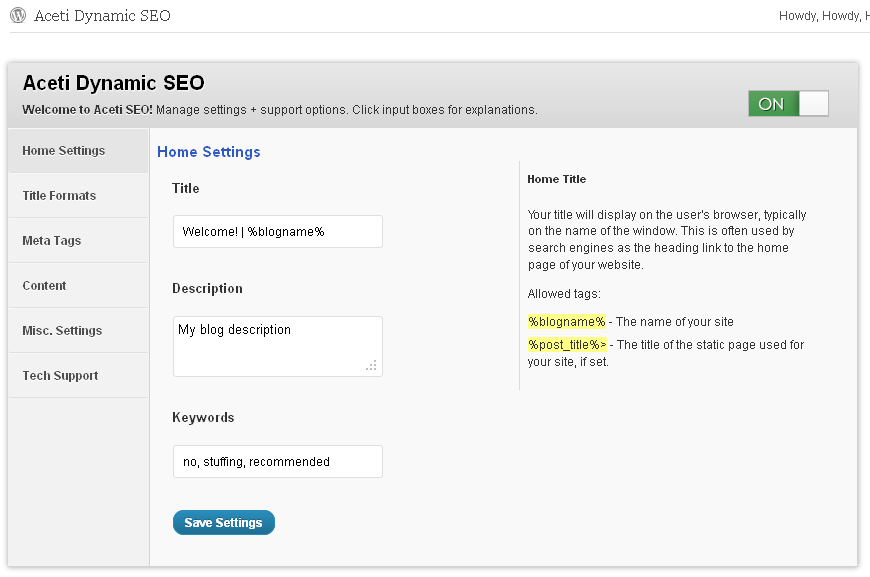 Aceti Dynamic SEO
Howdy, Howdy, H
Aceti Dynamic SEO
Welcome to Aceti SEO! Manage settings + support options. Click input boxes for explanations.
ON
Home Settings
Title Formats
Meta Tags
Content
Misc. Settings
Tech Support
Home Settings
Title
Welcome! | %blogname%
Description
My blog description
Keywords
no, stuffing, recommended
Save Settings
Home Title
Your title will display on the user's browser, typically
on the name of the window. This is often used by
search engines as the heading link to the home
page of your website.
Allowed tags:
%blogname% - The name of your site
%post_title%> - The title of the static page used for
your site, if set.